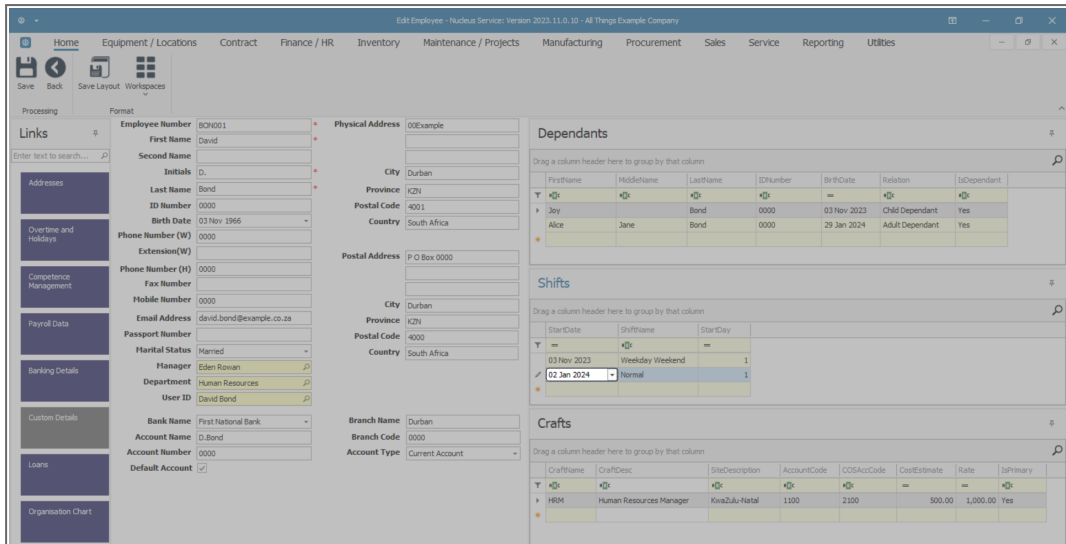 Edit Employee - Nucleus Service: Version 2023.11.0.10 - All Things Example Company
Home Equipment / Locations Contract Finance / HR Inventory Maintenance / Projects Manufacturing Procurement Sales Service Reporting Utilities
Save Back Save Layout Workspaces
Processing Format
Links
Enter text to search...
Addresses
Overtime and Holidays
Competence Management
Payroll Data
Banking Details
Custom Details
Loans
Organisation Chart
Employee Number BON001 *
First Name David *
Second Name
Initials D. *
Last Name Bond *
ID Number 0000
Birth Date 03 Nov 1966
Phone Number (W) 0000
Extension(W)
Phone Number (H) 0000
Fax Number
Mobile Number 0000
Email Address david.bond@example.co.za
Passport Number
Marital Status Married
Manager Eden Rowan
Department Human Resources
User ID David Bond
Bank Name First National Bank
Account Name D.Bond
Account Number 0000
Default Account
Physical Address 00Example
City Durban
Province KZN
Postal Code 4001
Country South Africa
Postal Address P O Box 0000
City Durban
Province KZN
Postal Code 4000
Country South Africa
Branch Name Durban
Branch Code 0000
Account Type Current Account
Dependants
Drag a column header here to group by that column
FirstName MiddleName LastName IDNumber BirthDate Relation IsDependant
=
Joy Bond 0000 03 Nov 2023 Child Dependant Yes
Alice Jane Bond 0000 29 Jan 2024 Adult Dependant Yes
Shifts
Drag a column header here to group by that column
StartDate ShiftName StartDay
= =
03 Nov 2023 Weekday Weekend 1
02 Jan 2024 Normal 1
Crafts
Drag a column header here to group by that column
CraftName CraftDesc SiteDescription AccountCode COSAccCode CostEstimate Rate IsPrimary
= =
HRM Human Resources Manager KwaZulu-Natal 1100 2100 500.00 1,000.00 Yes